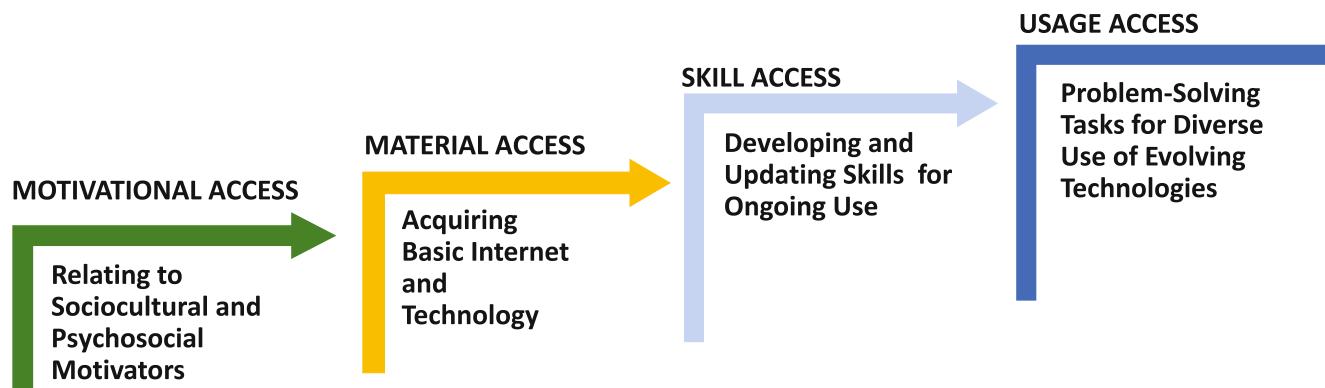 MOTIVATIONAL ACCESS
Relating to
Sociocultural and
Psychosocial
Motivators
MATERIAL ACCESS
Acquiring
Basic Internet
and
Technology
SKILL ACCESS
Developing and
Updating Skills for
Ongoing Use
USAGE ACCESS
Problem-Solving
Tasks for Diverse
Use of Evolving
Technologies